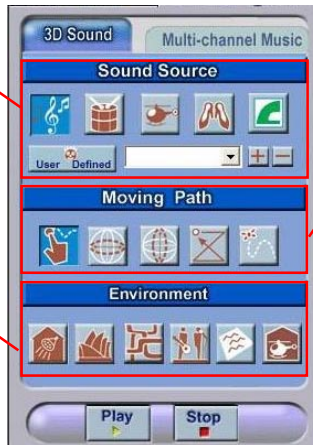 3D Sound
Multi-channel Music
Sound Source
User Defined
Moving Path
Environment
Play
Stop